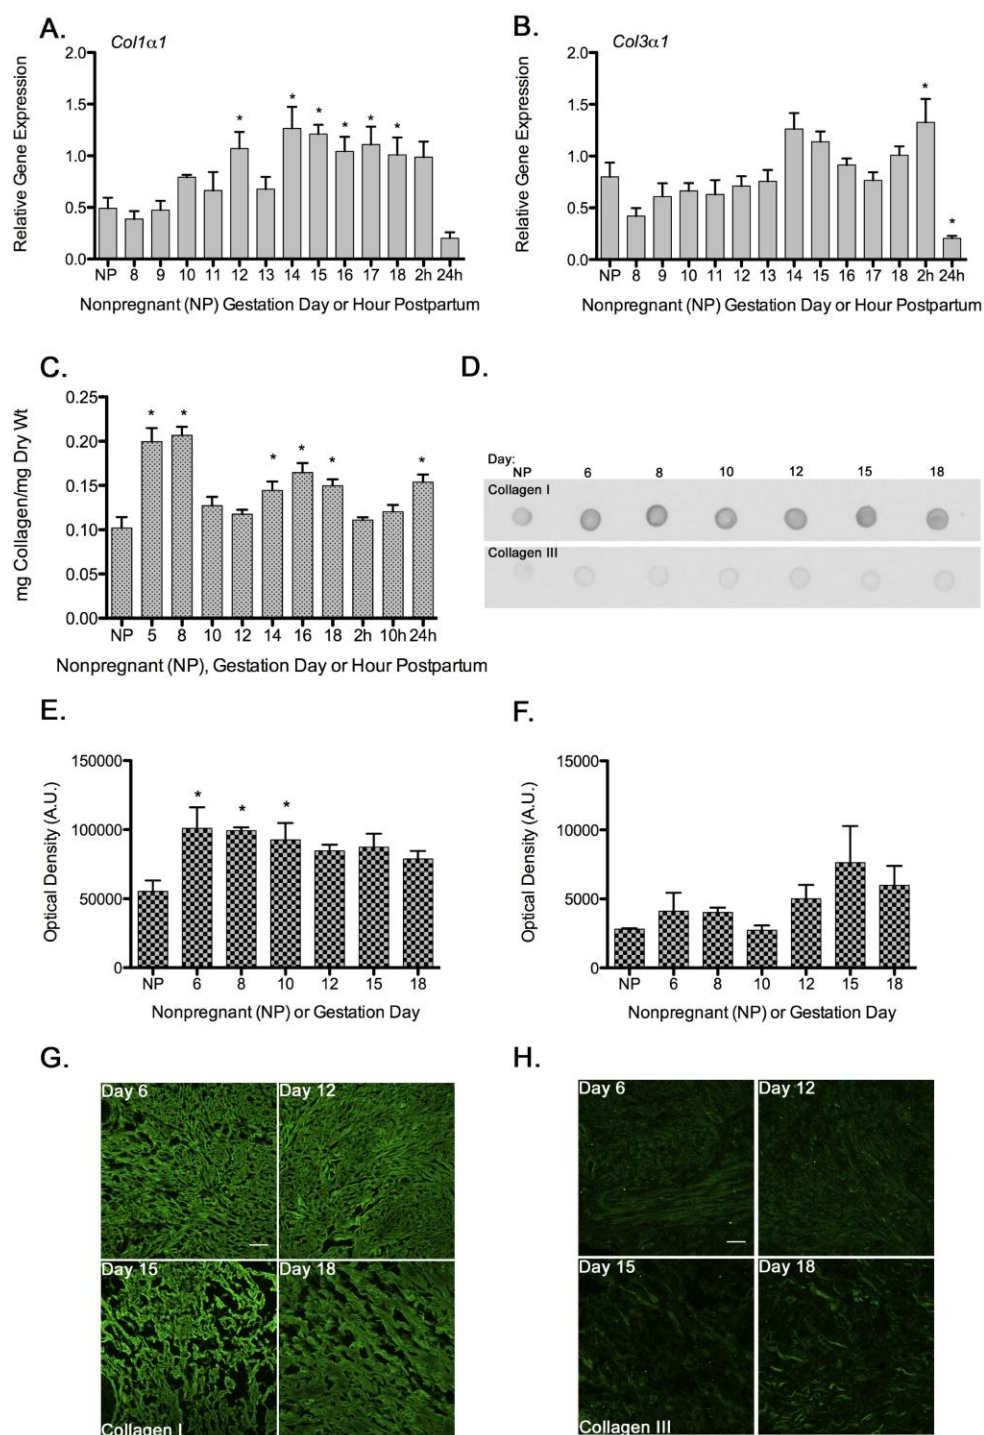 A.
Col1α1
Relative Gene Expression
2.0
1.5
1.0
0.5
0.0
* * * * * *
NP 8 9 10 11 12 13 14 15 16 17 18 2h 24h
Nonpregnant (NP) Gestation Day or Hour Postpartum
B.
Col3α1
Relative Gene Expression
2.0
1.5
1.0
0.5
0.0
* *
NP 8 9 10 11 12 13 14 15 16 17 18 2h 24h
Nonpregnant (NP) Gestation Day or Hour Postpartum
C.
mg Collagen/mg Dry Wt
0.25
0.20
0.15
0.10
0.05
0.00
* * * * * *
NP 5 8 10 12 14 16 18 2h 10h 24h
Nonpregnant (NP), Gestation Day or Hour Postpartum
D.
Day:
NP 6 8 10 12 15 18
Collagen I
Collagen III
E.
Optical Density (A.U.)
150000
100000
50000
0
* * *
NP 6 8 10 12 15 18
Nonpregnant (NP) or Gestation Day
F.
Optical Density (A.U.)
15000
10000
5000
0
NP 6 8 10 12 15 18
Nonpregnant (NP) or Gestation Day
G.
Day 6 Day 12
Day 15 Day 18
Collagen I
H.
Day 6 Day 12
Day 15 Day 18
Collagen III